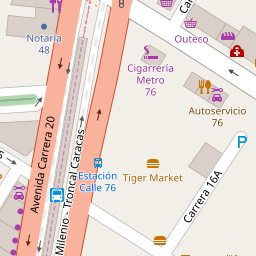 Notaría
48
Outeco
Cigarrería
Metro
76
Autoservicio
76
P
Avenida Carrera 20
Milenio - Troncal Caracas
Estación
Calle 76
Tiger Market
Carrera 16A